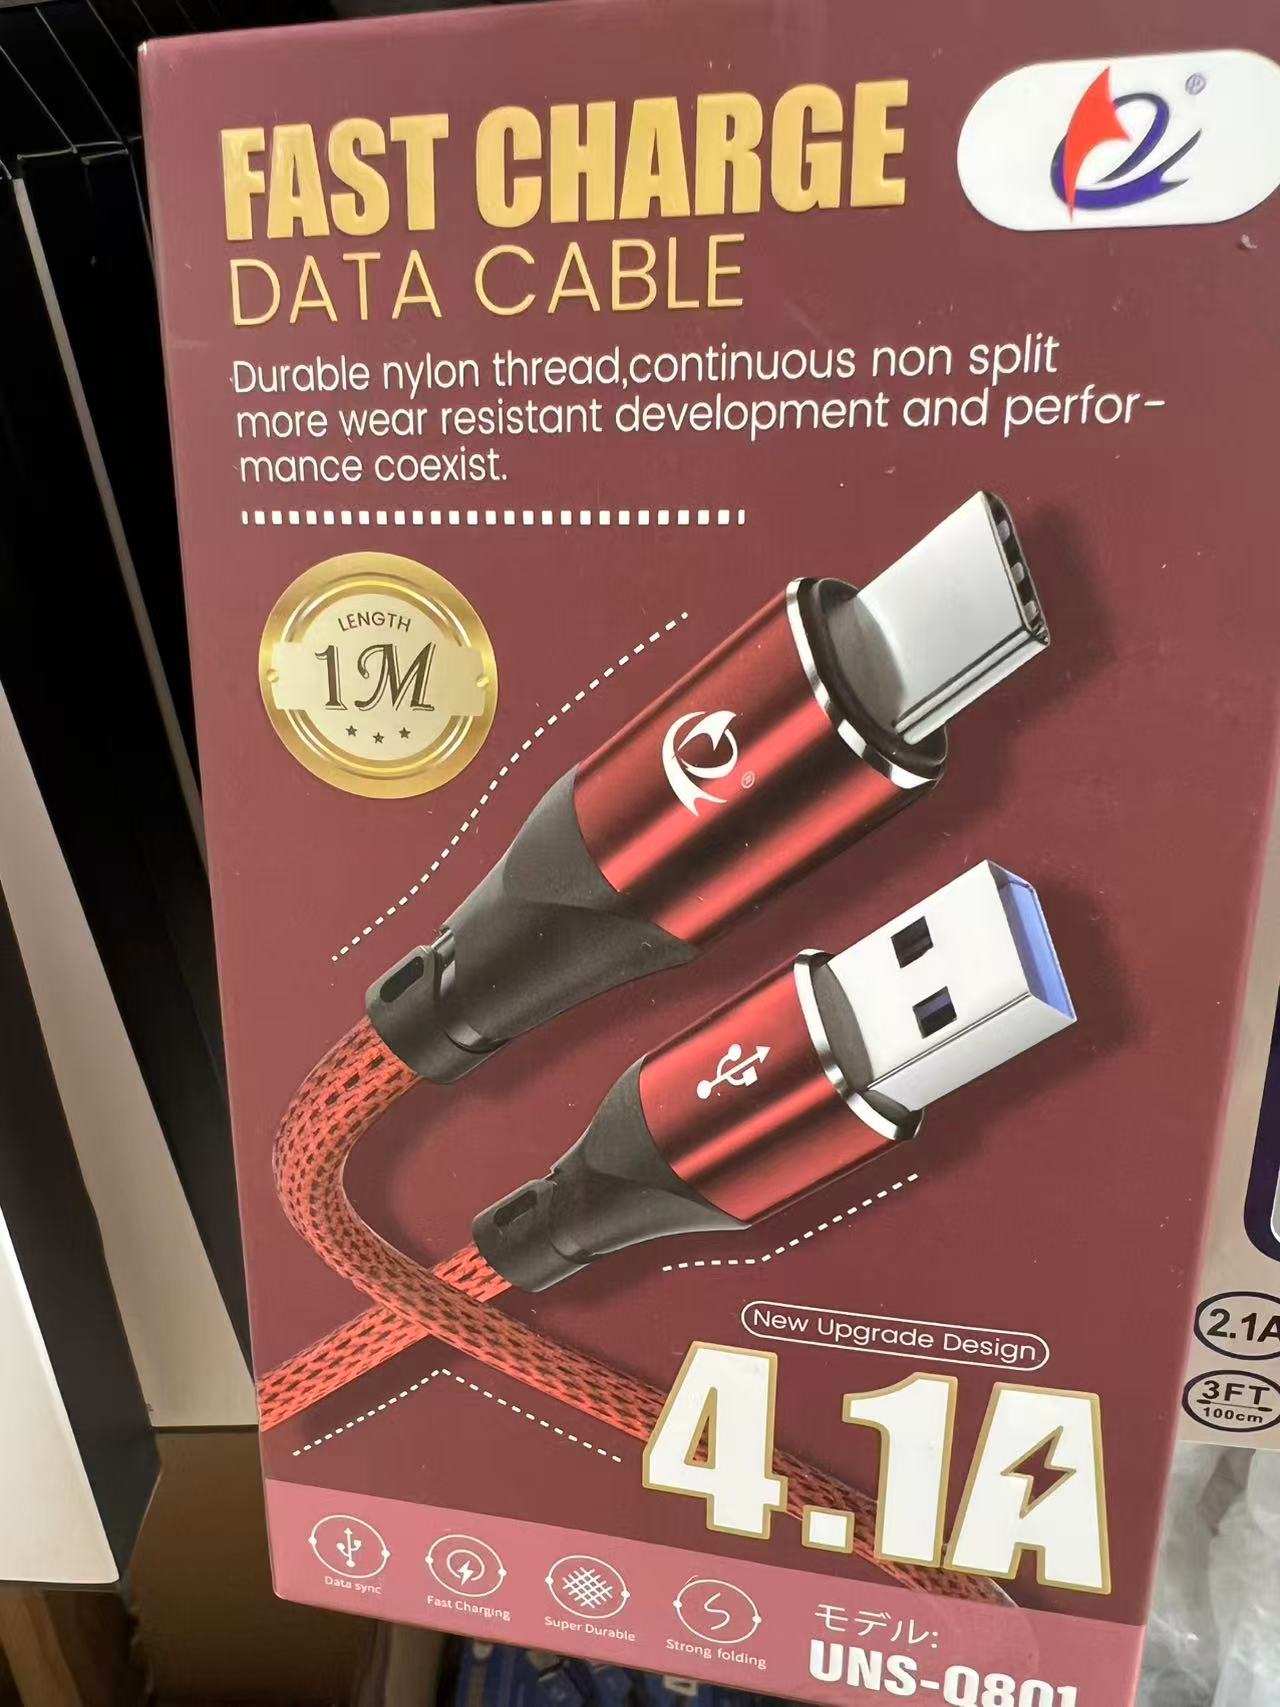 FAST CHARGE
DATA CABLE
Durable nylon thread,continuous non split
more wear resistant development and perfor-
mance coexist.
LENGTH
1M
New Upgrade Design
4.1A
2.1A
3FT
100cm
Data sync
Fast Charging
Super Durable
Strong folding
モデル:
UNS-Q801